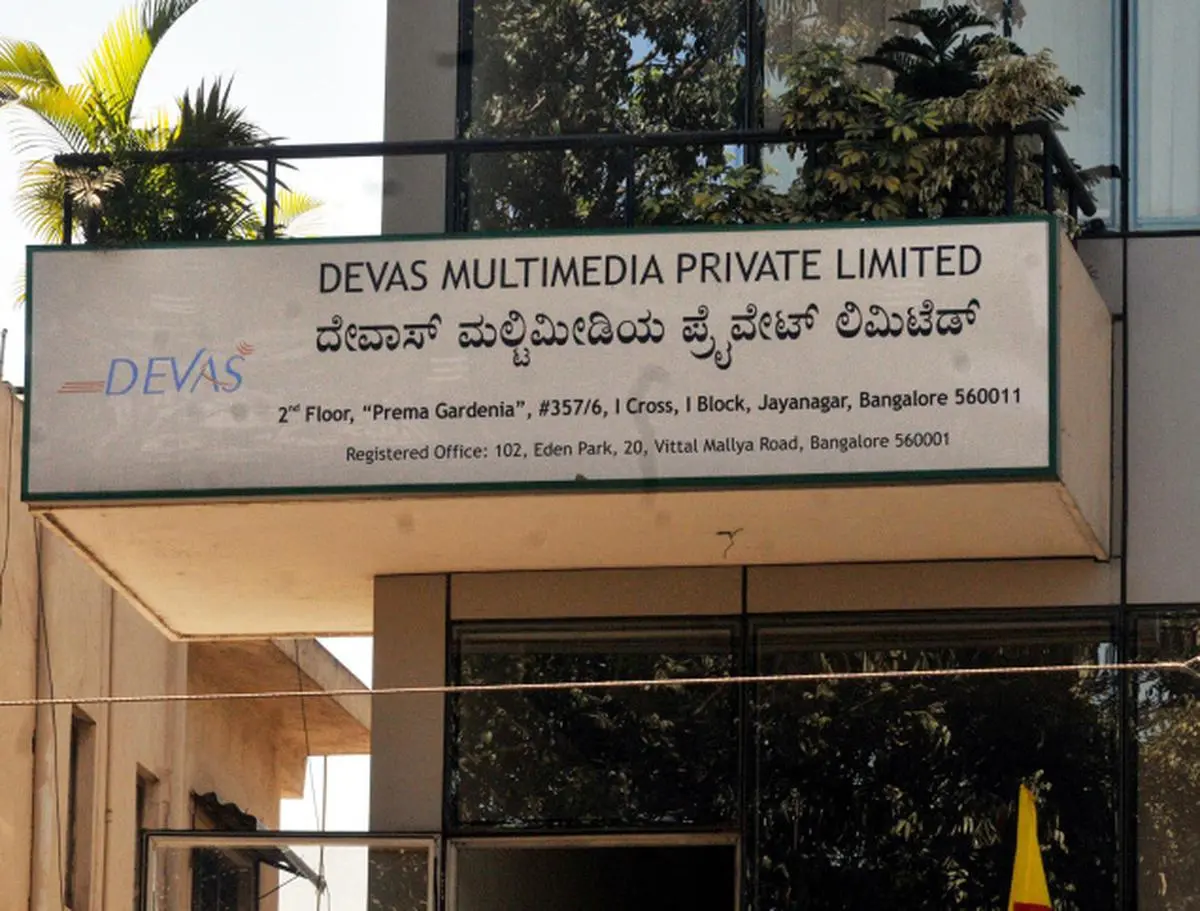 DEVAS MULTIMEDIA PRIVATE LIMITED
ದೇವಾಸ್ ಮಲ್ಟಿಮೀಡಿಯ ಪ್ರೈವೇಟ್ ಲಿಮಿಟೆಡ್
DEVAS
2nd Floor, “Prema Gardenia”, #357/6, I Cross, I Block, Jayanagar, Bangalore 560011
Registered Office: 102, Eden Park, 20, Vittal Mallya Road, Bangalore 560001